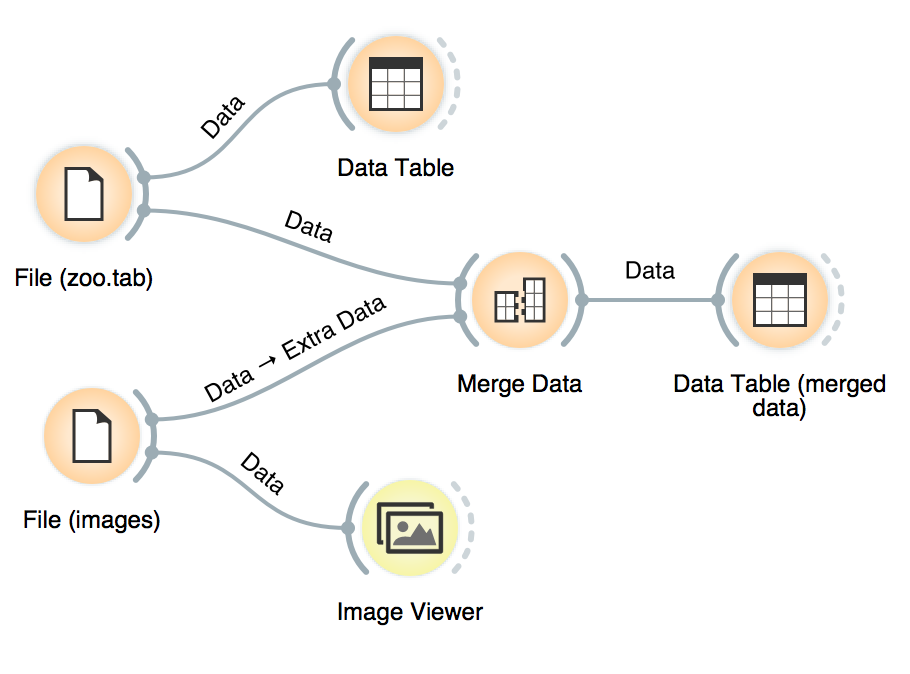 Data
Data Table
File (zoo.tab)
Data
Data → Extra Data
Data
Merge Data
Data Table (merged
data)
File (images)
Data
Image Viewer